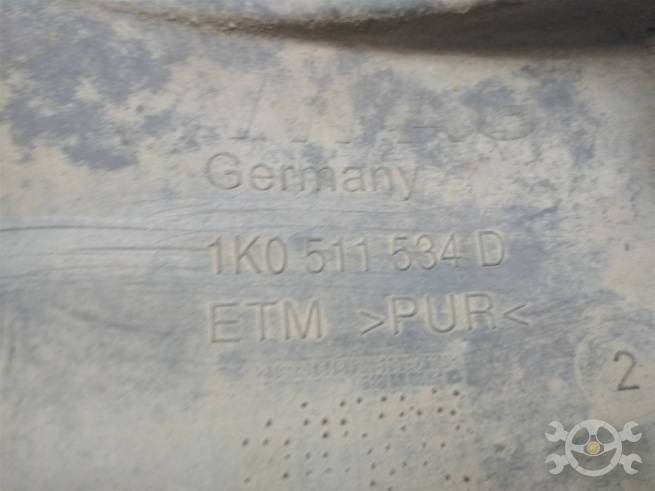 Germany
1K0 511 534 D
ETM >PUR<
2